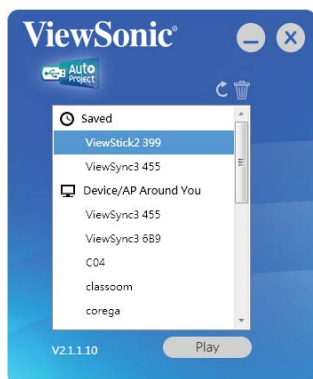 ViewSonic®
Auto
Project
Saved
ViewStick2 399
ViewSync3 455
Device/AP Around You
ViewSync3 455
ViewSync3 6B9
C04
classoom
corega
V2.1.1.10
Play